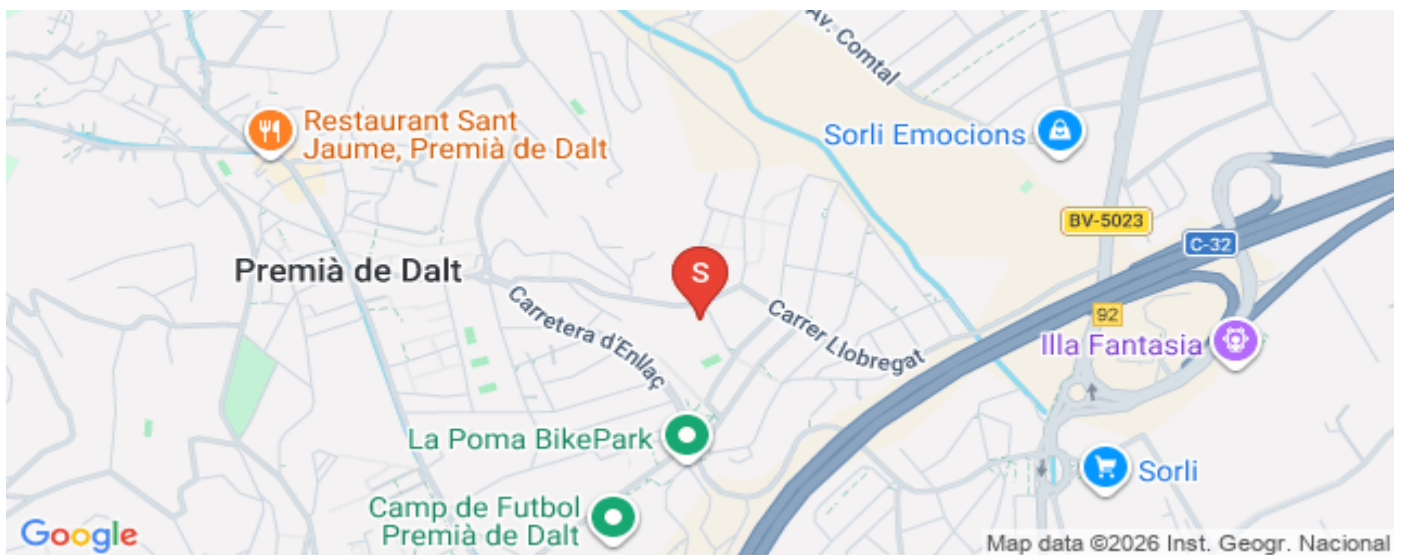 Av. Comtal
Restaurant Sant
Jaume, Premià de Dalt
Sorli Emocions
BV-5023
C-32
Premià de Dalt
S
Carretera d'Enllaç
Carrer Llobregat
92
Illa Fantasia
La Poma BikePark
Sorli
Camp de Futbol
Premià de Dalt
Google
Map data ©2026 Inst. Geogr. Nacional